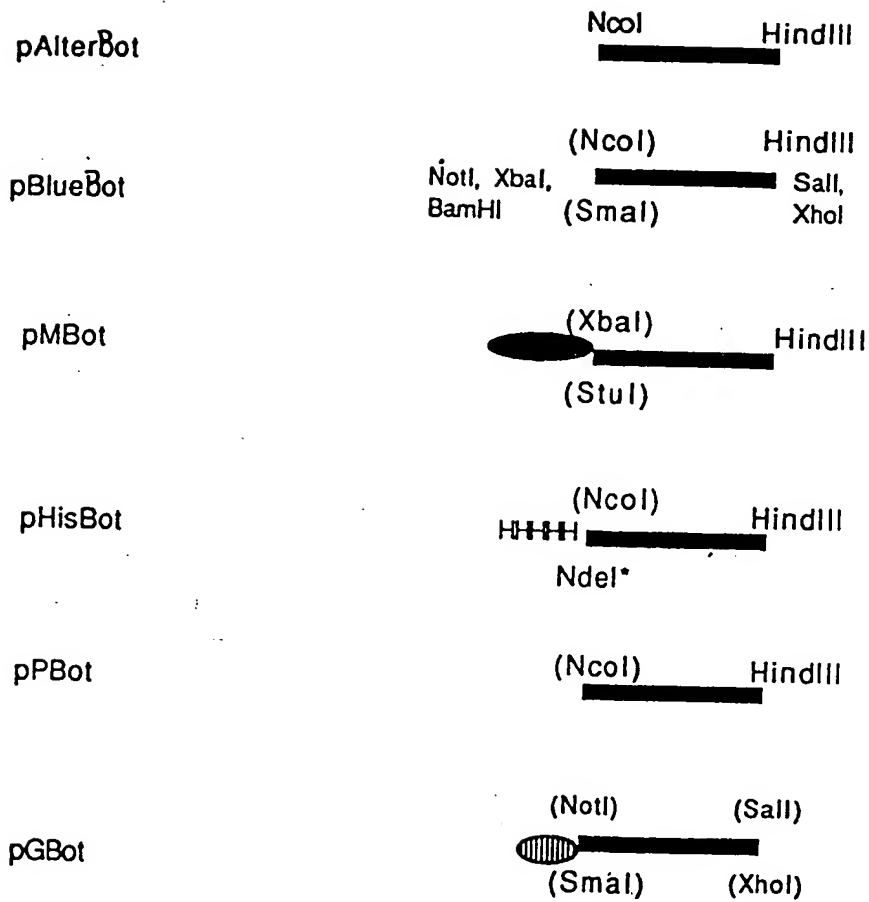 pAlterBot NcoI HindIII
(NcoI) HindIII
pBlueBot NotI, XbaI, SalI,
BamHI (SmaI) XhoI
(XbaI)
pMBot HindIII
(StuI)
(NcoI)
pHisBot HHHHHH HindIII
NdeI*
pPBot (NcoI) HindIII
(NotI) (SalI)
pGBot
(SmaI) (XhoI)